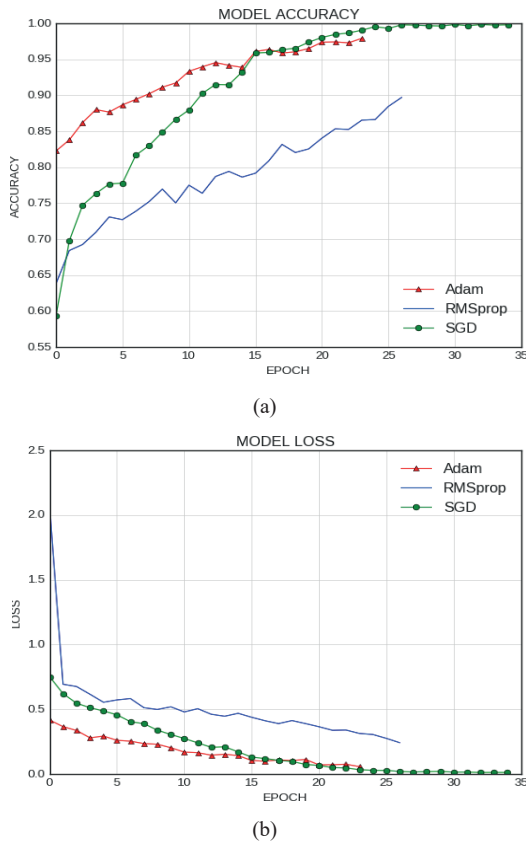 MODEL ACCURACY
1.00
0.95
0.90
0.85
0.80
0.75
0.70
0.65
0.60
0.55
ACCURACY
Adam
RMSprop
SGD
0 5 10 15 20 25 30 35
EPOCH
(a)
MODEL LOSS
2.5
2.0
1.5
1.0
0.5
0.0
LOSS
Adam
RMSprop
SGD
0 5 10 15 20 25 30 35
EPOCH
(b)